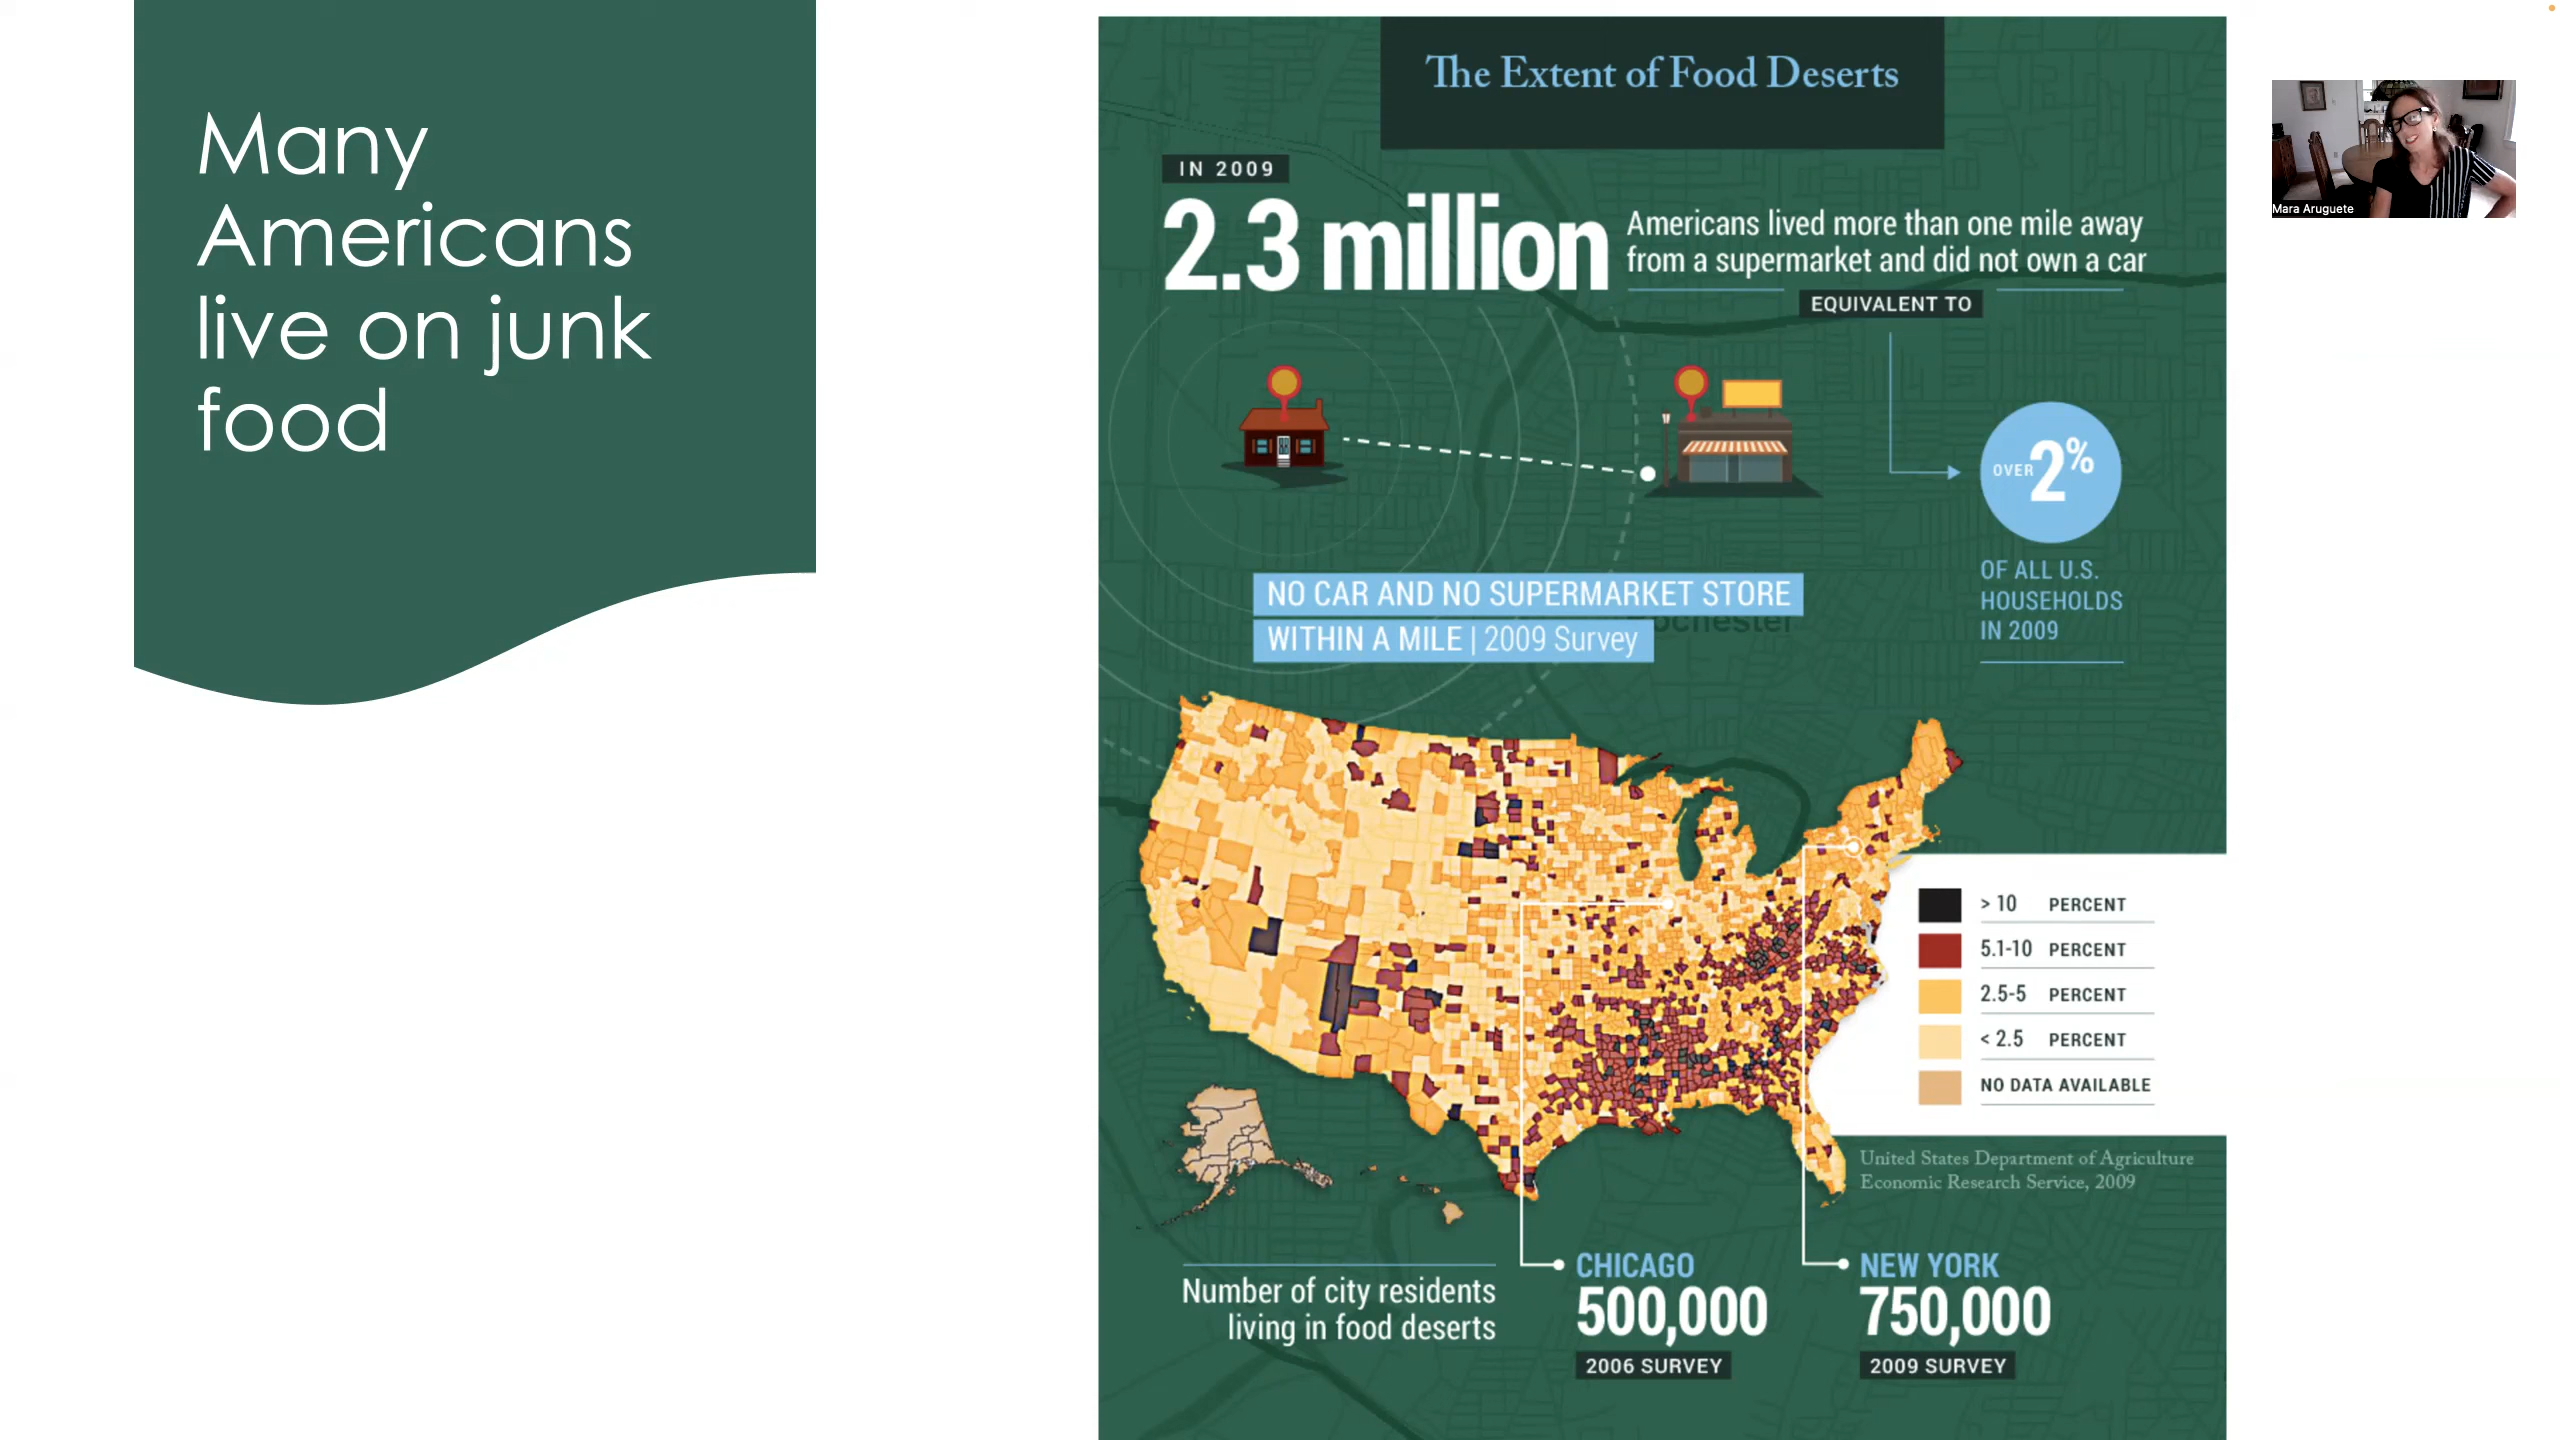 Many
Americans
live on junk
food
The Extent of Food Deserts
IN 2009
2.3 million
Americans lived more than one mile away
from a supermarket and did not own a car
EQUIVALENT TO
OVER 2%
OF ALL U.S.
HOUSEHOLDS
IN 2009
NO CAR AND NO SUPERMARKET STORE
WITHIN A MILE | 2009 Survey
> 10 PERCENT
5.1-10 PERCENT
2.5-5 PERCENT
< 2.5 PERCENT
NO DATA AVAILABLE
United States Department of Agriculture
Economic Research Service, 2009
Number of city residents
living in food deserts
CHICAGO
500,000
2006 SURVEY
NEW YORK
750,000
2009 SURVEY
Mara Aruguete